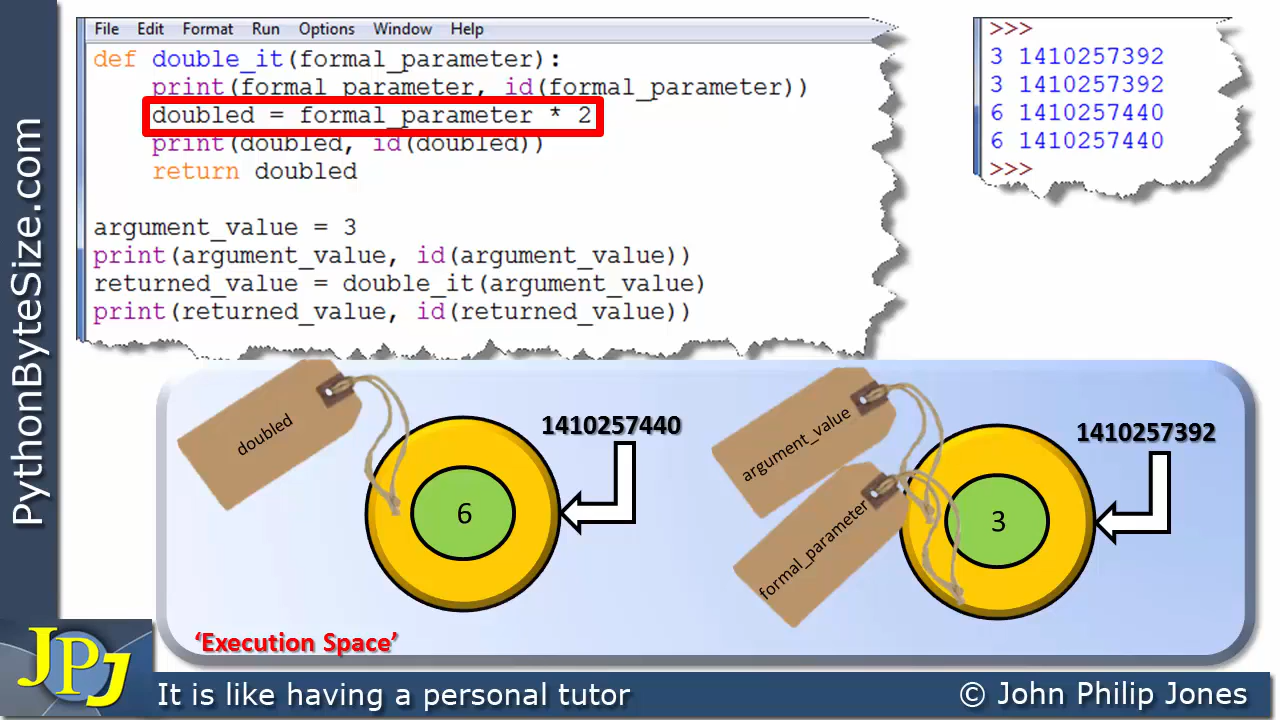 File Edit Format Run Options Window Help
def double_it(formal_parameter):
    print(formal_parameter, id(formal_parameter))
    doubled = formal_parameter * 2
    print(doubled, id(doubled))
    return doubled
argument_value = 3
print(argument_value, id(argument_value))
returned_value = double_it(argument_value)
print(returned_value, id(returned_value))
>>>
3 1410257392
3 1410257392
6 1410257440
6 1410257440
>>>
PythonByteSize.com
doubled
6
1410257440
argument_value
formal_parameter
3
1410257392
‘Execution Space’
JPJ
It is like having a personal tutor
© John Philip Jones